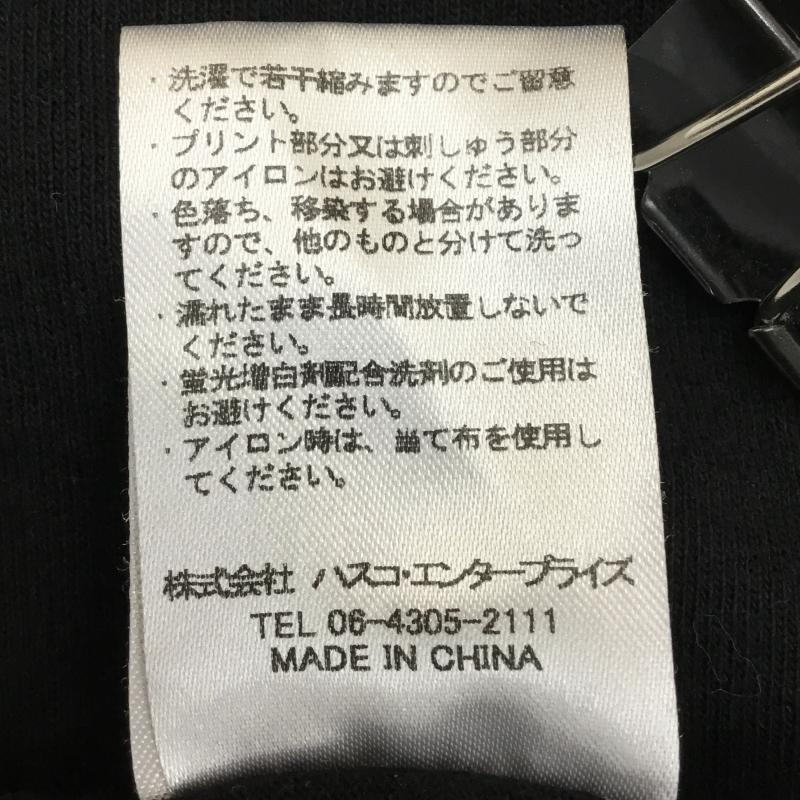 ・洗濯で若干縮みますのでご留意
ください。
・プリント部分又は刺しゅう部分
のアイロンはお避けください。
・色落ち、移染する場合がありま
すので、他のものと分けて洗っ
てください。
・濡れたまま長時間放置しないで
ください。
・蛍光増白剤配合洗剤のご使用は
お避けください。
・アイロン時は、当て布を使用し
てください。
株式会社 ハスコ・エンタープライズ
TEL 06-4305-2111
MADE IN CHINA